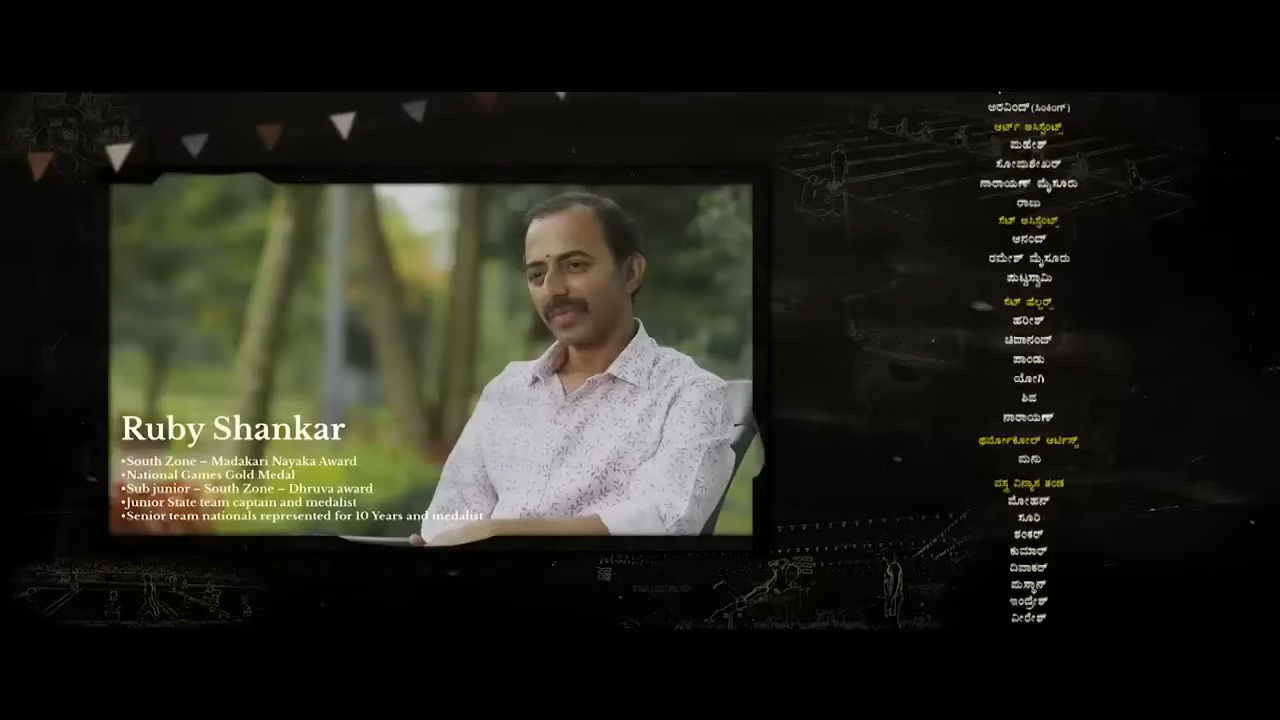 Ruby Shankar
•South Zone – Madakari Nayaka Award
•National Games Gold Medal
•Sub junior – South Zone – Dhruva award
•Junior State team captain and medalist
•Senior team nationals represented for 10 Years and medalist
ಅರವಿಂದ್ (ಸಿಂಕಿಂಗ್)
ಆರ್ಟ್ ಅಸಿಸ್ಟೆಂಟ್ಸ್
ಮಹೇಶ್
ಸೋಮಶೇಖರ್
ನಾರಾಯಣ್ ಮೈಸೂರು
ರಾಜು
ಸೆಟ್ ಅಸಿಸ್ಟೆಂಟ್ಸ್
ಆನಂದ್
ರಮೇಶ್ ಮೈಸೂರು
ಪುಟ್ಟಸ್ವಾಮಿ
ಸೆಟ್ ಹೆಲ್ಪರ್ಸ್
ಹರೀಶ್
ಚಿದಾನಂದ್
ಪಾಂಡು
ಯೋಗಿ
ಶಿವ
ನಾರಾಯಣ್
ಥರ್ಮೋಕೋಲ್ ಆರ್ಟಿಸ್ಟ್
ಮನು
ವಸ್ತ್ರ ವಿನ್ಯಾಸ ತಂಡ
ಮೋಹನ್
ಸೂರಿ
ಶಂಕರ್
ಕುಮಾರ್
ದಿವಾಕರ್
ಮಸ್ತಾನ್
ಇಂದ್ರೇಶ್
ವೀರೇಶ್